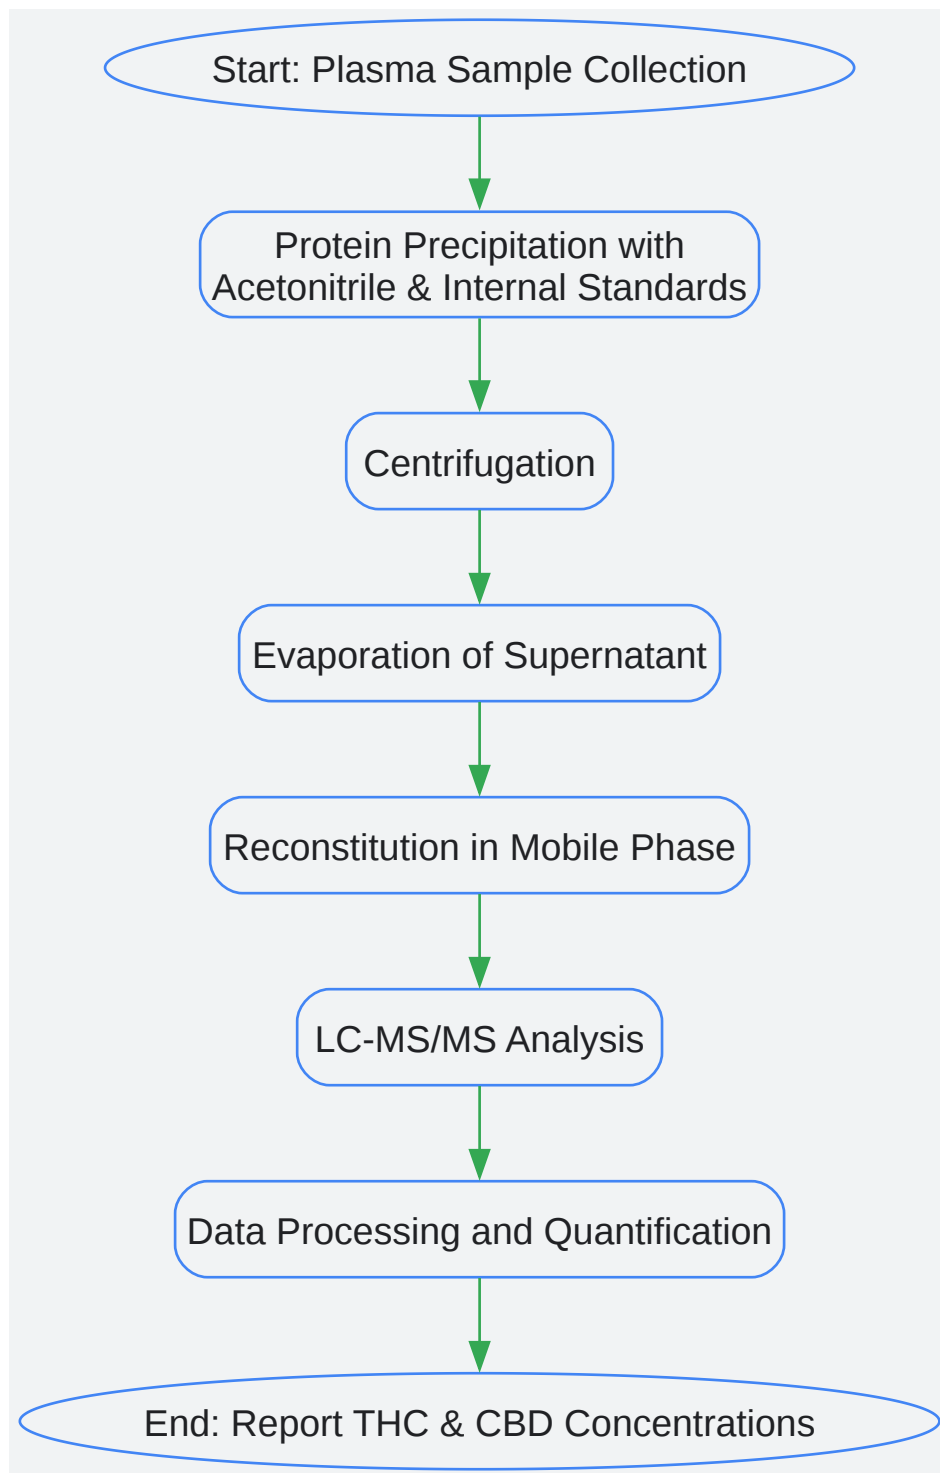 Start: Plasma Sample Collection
Protein Precipitation with
Acetonitrile & Internal Standards
Centrifugation
Evaporation of Supernatant
Reconstitution in Mobile Phase
LC-MS/MS Analysis
Data Processing and Quantification
End: Report THC & CBD Concentrations